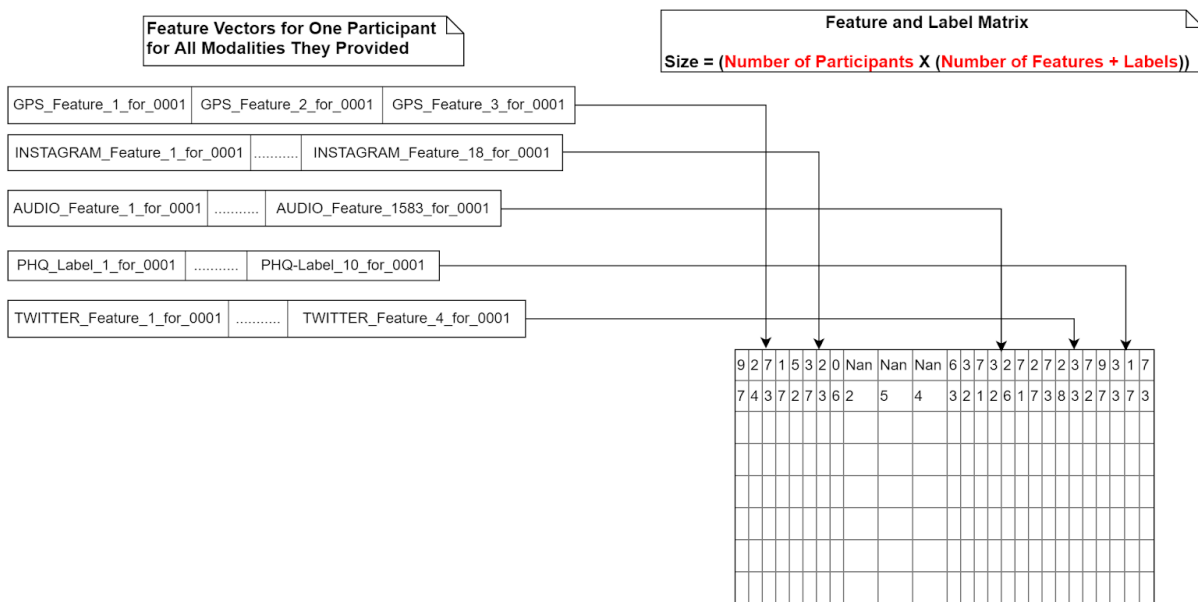 Feature Vectors for One Participant
for All Modalities They Provided
Feature and Label Matrix
Size = (Number of Participants X (Number of Features + Labels))
GPS_Feature_1_for_0001 GPS_Feature_2_for_0001 GPS_Feature_3_for_0001
INSTAGRAM_Feature_1_for_0001 ........... INSTAGRAM_Feature_18_for_0001
AUDIO_Feature_1_for_0001 ........... AUDIO_Feature_1583_for_0001
PHQ_Label_1_for_0001 ........... PHQ-Label_10_for_0001
TWITTER_Feature_1_for_0001 ........... TWITTER_Feature_4_for_0001
9 2 7 1 5 3 2 0 Nan Nan Nan 6 3 7 3 2 7 2 7 2 3 7 9 3 1 7
7 4 3 7 2 7 3 6 2 5 4 3 2 1 2 6 1 7 3 8 3 2 7 3 7 3